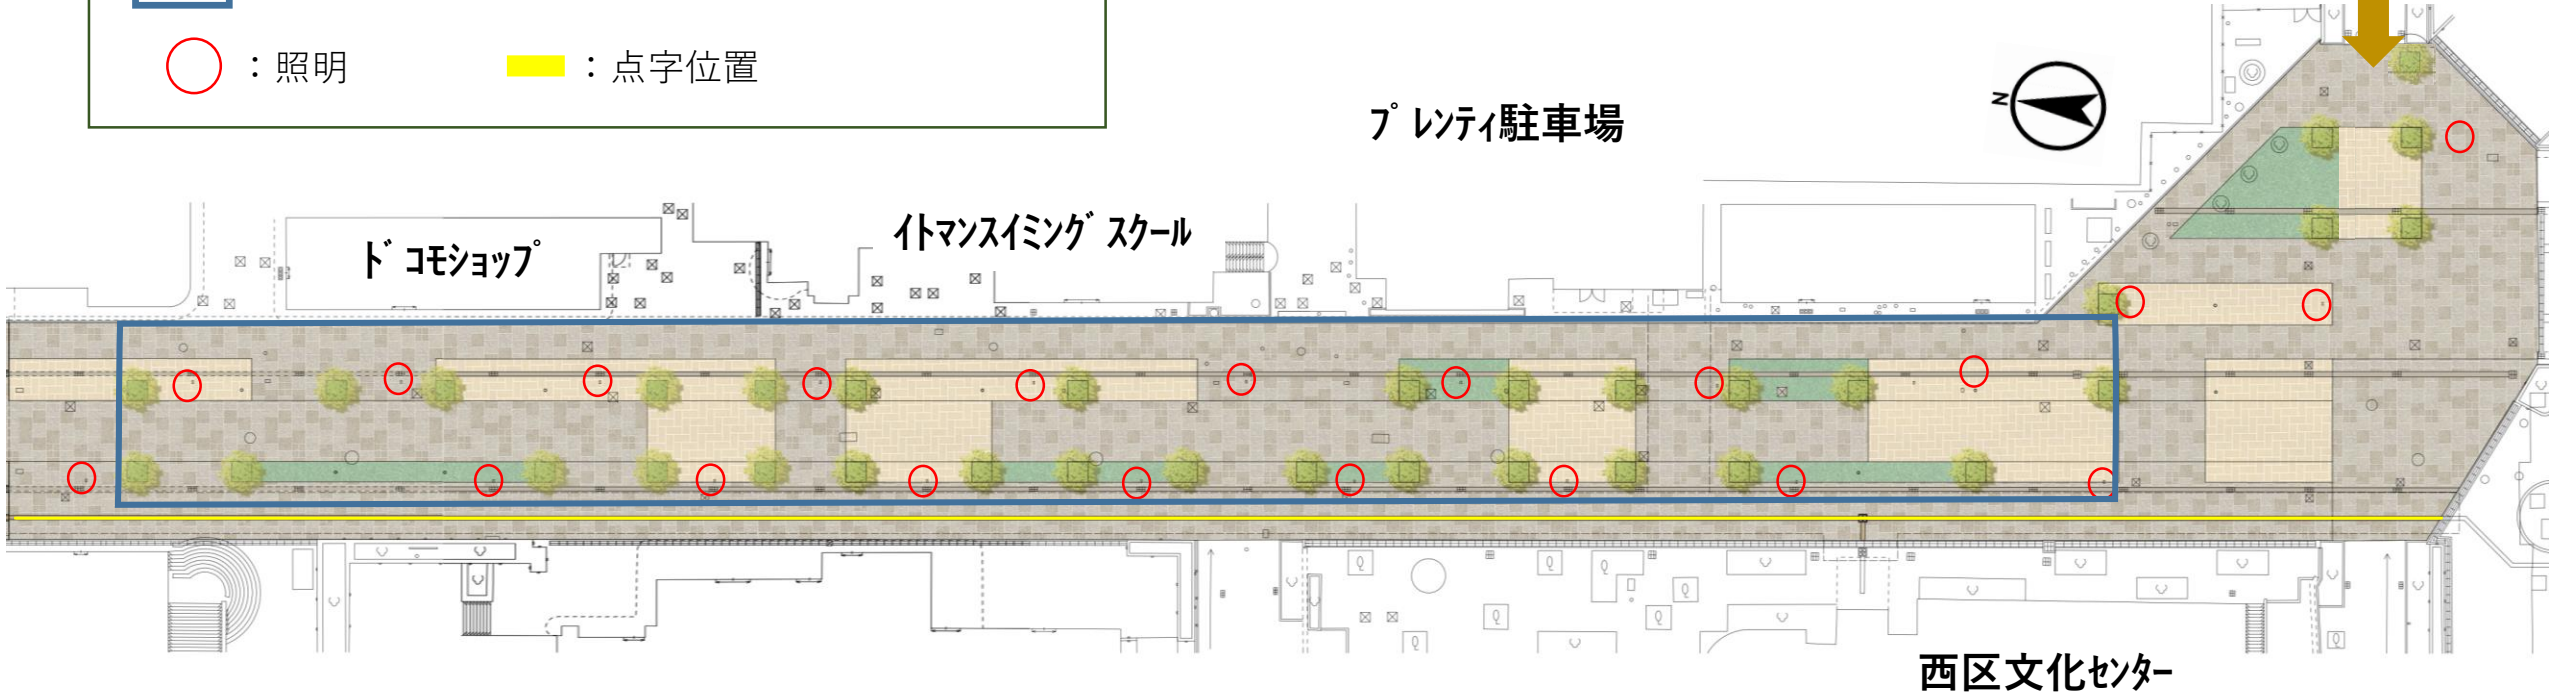 ：照明
：点字位置
プレンティ駐車場
N
イトマンスイミングスクール
ドコモショップ
西区文化センター